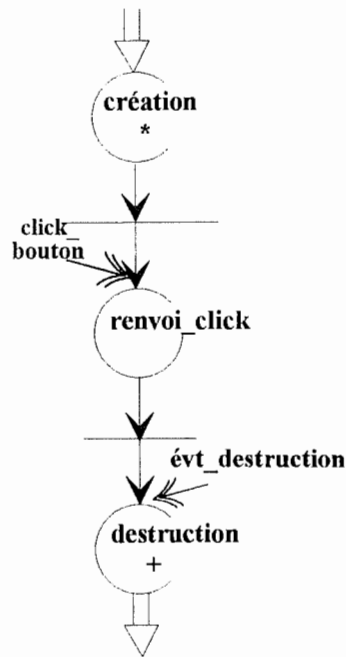 création
*
click_
bouton
renvoi_click
évt_destruction
destruction
+